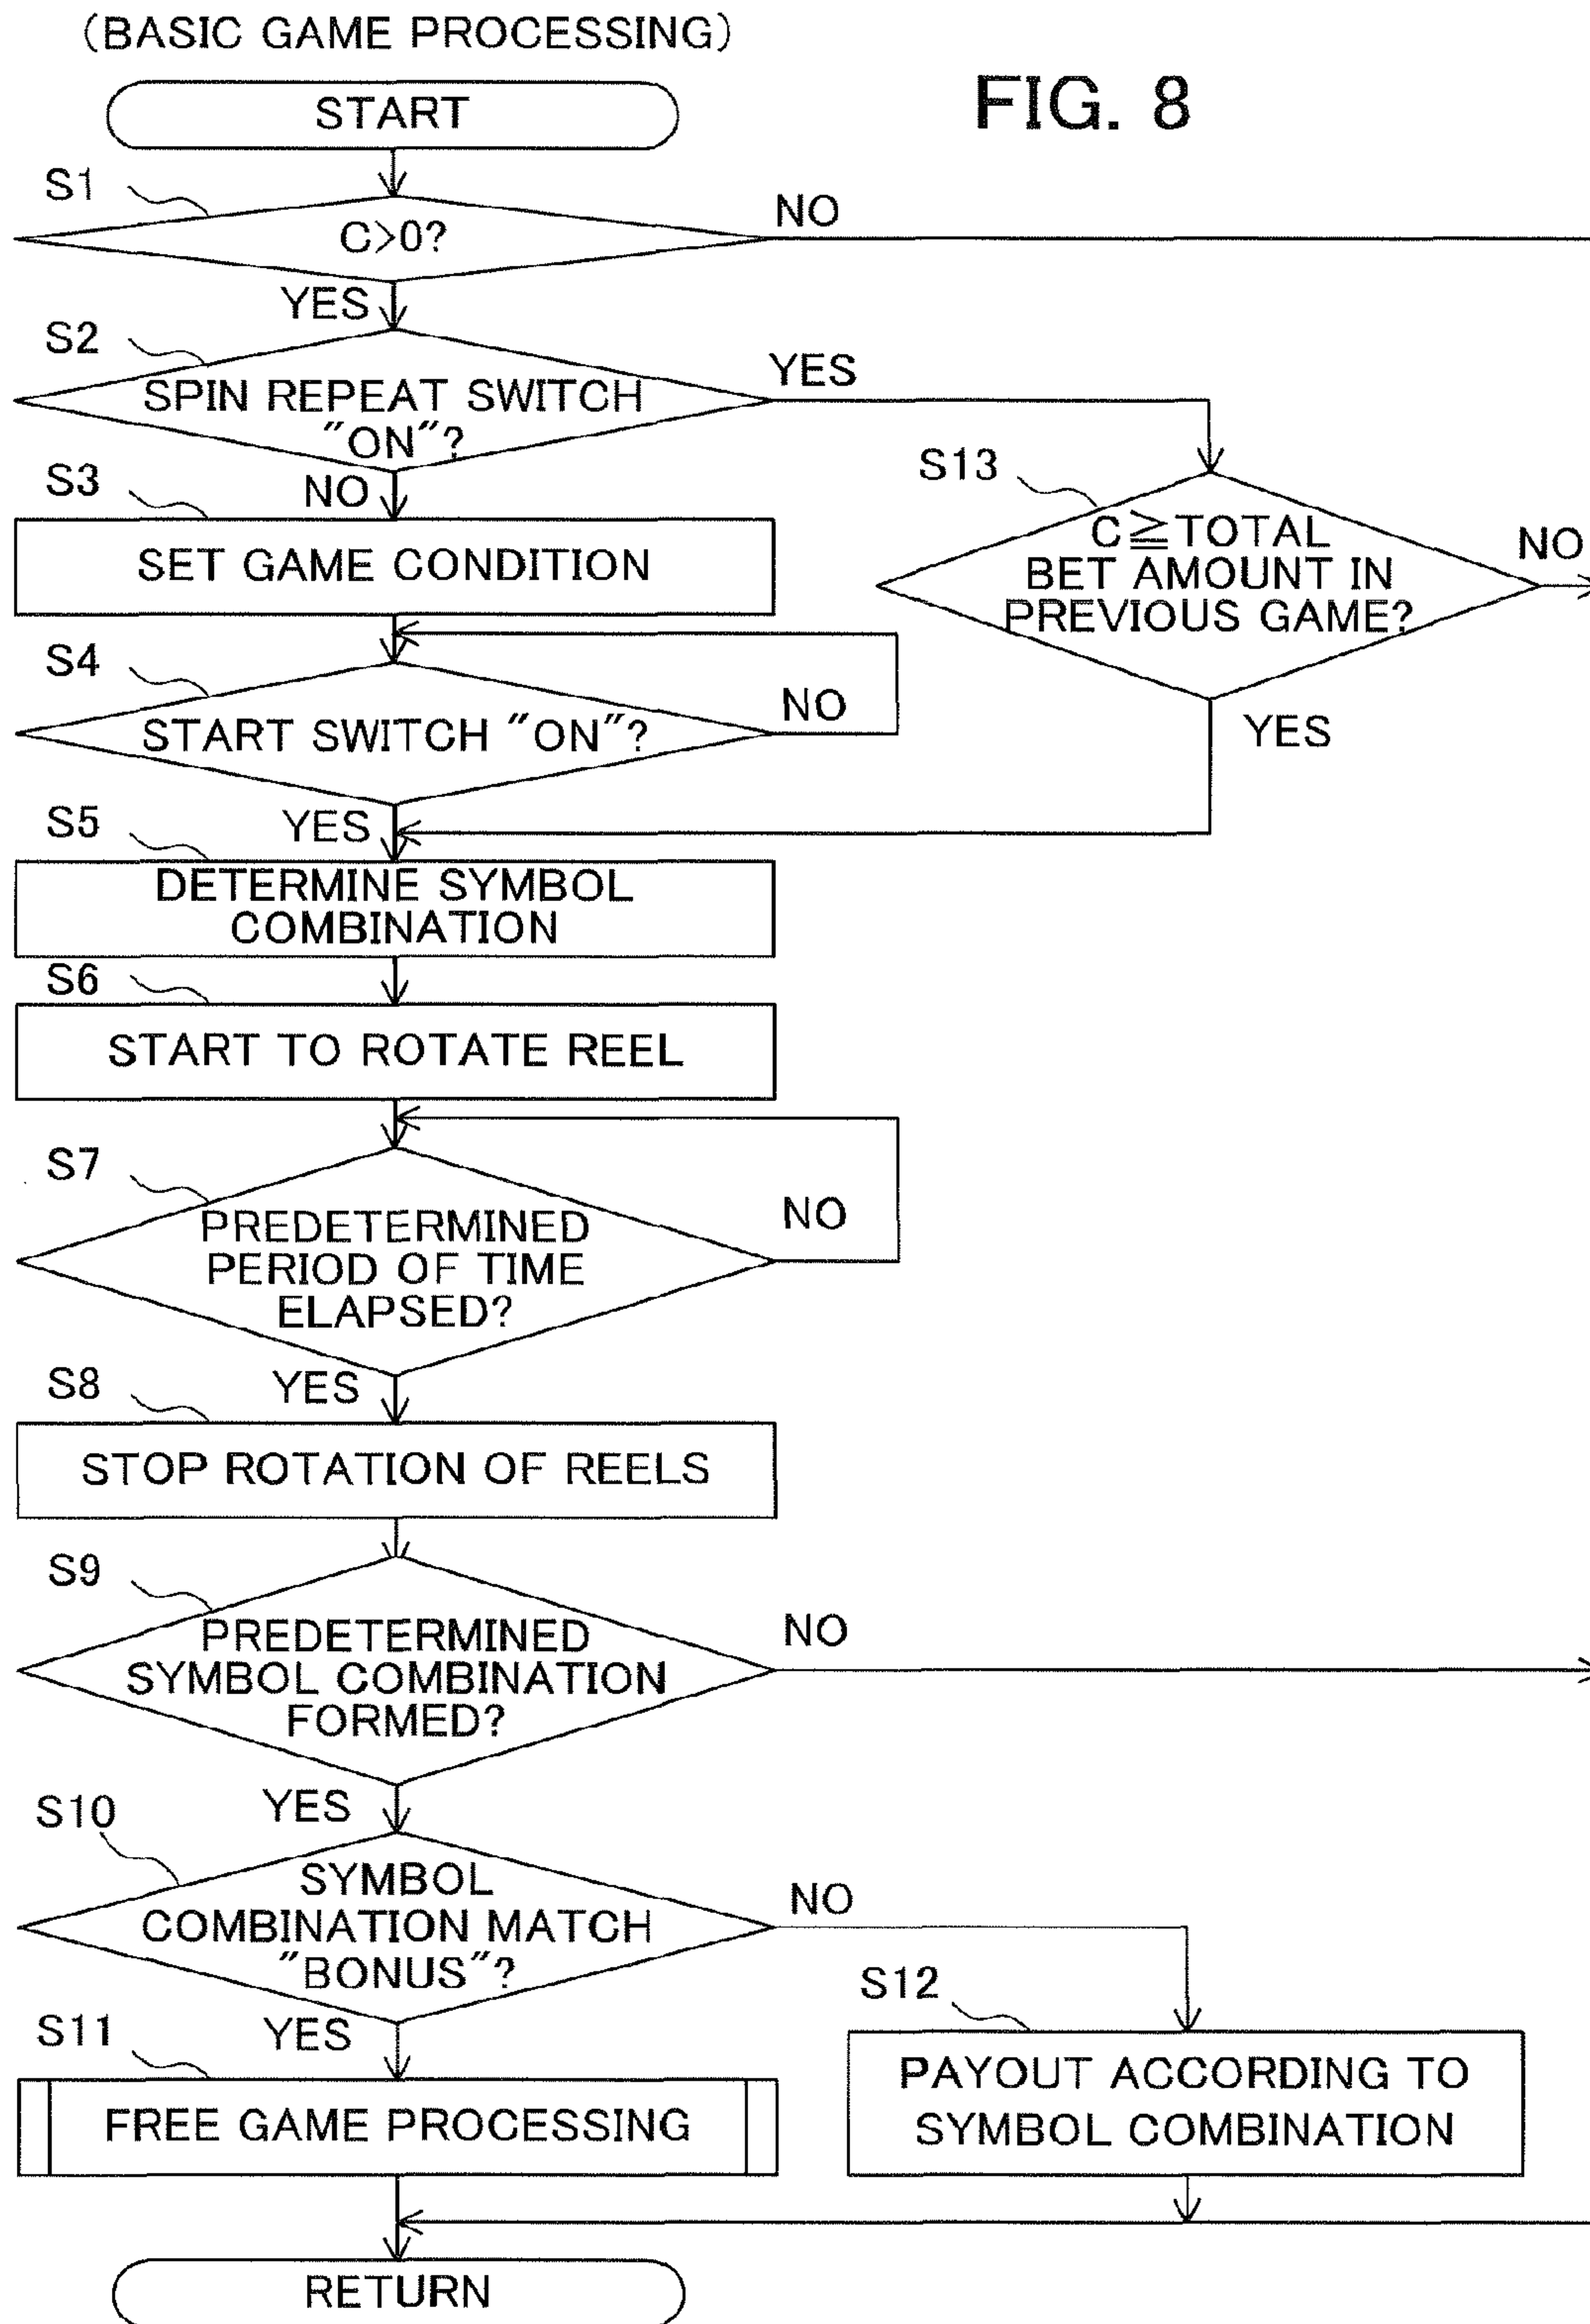 (BASIC GAME PROCESSING)
FIG. 8
START
S1
C>0?
NO
YES
S2
SPIN REPEAT SWITCH
"ON"?
YES
NO
S13
C≧TOTAL
BET AMOUNT IN
PREVIOUS GAME?
NO
YES
S3
SET GAME CONDITION
S4
START SWITCH "ON"?
NO
YES
S5
DETERMINE SYMBOL
COMBINATION
S6
START TO ROTATE REEL
S7
PREDETERMINED
PERIOD OF TIME
ELAPSED?
NO
YES
S8
STOP ROTATION OF REELS
S9
PREDETERMINED
SYMBOL COMBINATION
FORMED?
NO
YES
S10
SYMBOL
COMBINATION MATCH
"BONUS"?
NO
YES
S11
FREE GAME PROCESSING
S12
PAYOUT ACCORDING TO
SYMBOL COMBINATION
RETURN